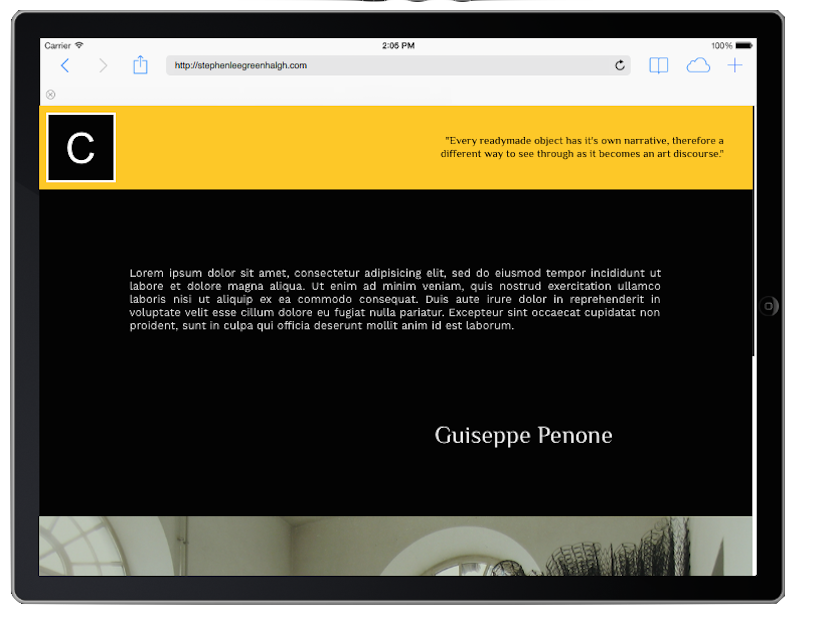 Carrier
2:05 PM
100%
http://stephenleegreenhalgh.com
C
"Every readymade object has it's own narrative, therefore a
different way to see through as it becomes an art discourse."
Lorem ipsum dolor sit amet, consectetur adipisicing elit, sed do eiusmod tempor incididunt ut
labore et dolore magna aliqua. Ut enim ad minim veniam, quis nostrud exercitation ullamco
laboris nisi ut aliquip ex ea commodo consequat. Duis aute irure dolor in reprehenderit in
voluptate velit esse cillum dolore eu fugiat nulla pariatur. Excepteur sint occaecat cupidatat non
proident, sunt in culpa qui officia deserunt mollit anim id est laborum.
Guiseppe Penone